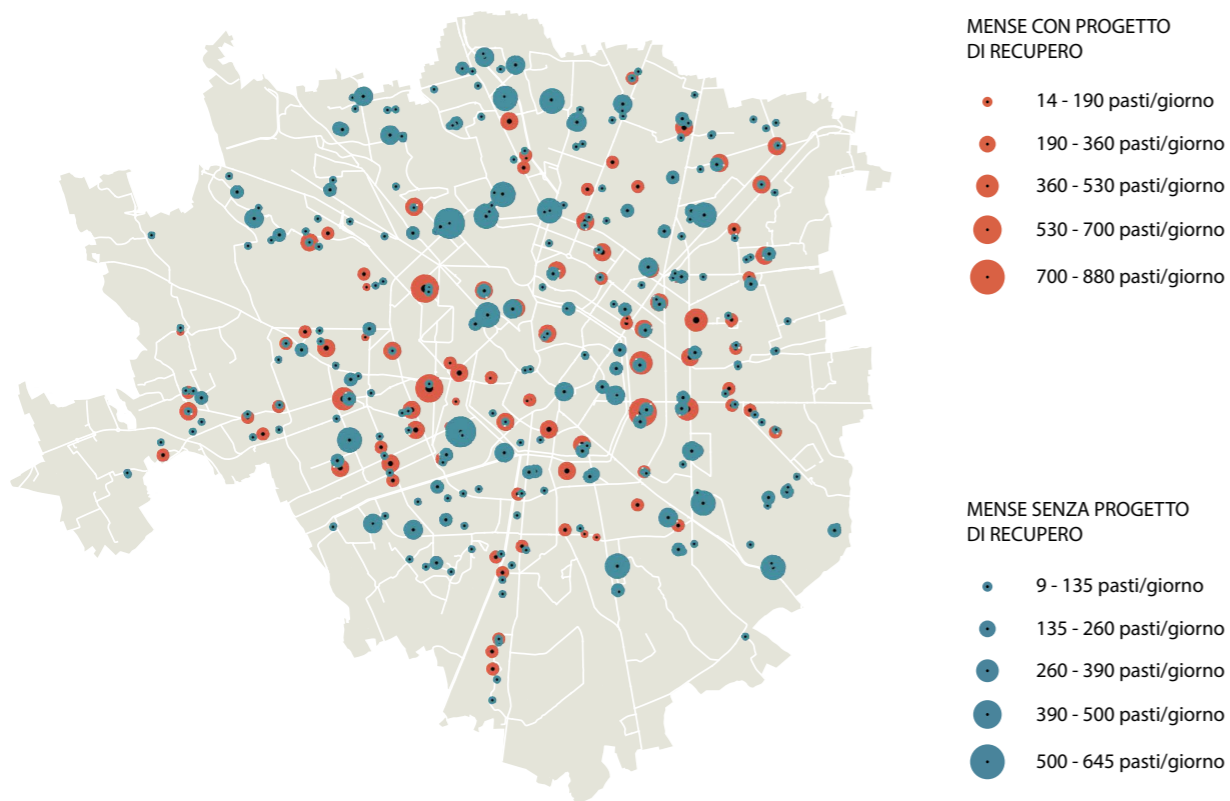 MENSE CON PROGETTO
DI RECUPERO
14 - 190 pasti/giorno
190 - 360 pasti/giorno
360 - 530 pasti/giorno
530 - 700 pasti/giorno
700 - 880 pasti/giorno
MENSE SENZA PROGETTO
DI RECUPERO
9 - 135 pasti/giorno
135 - 260 pasti/giorno
260 - 390 pasti/giorno
390 - 500 pasti/giorno
500 - 645 pasti/giorno